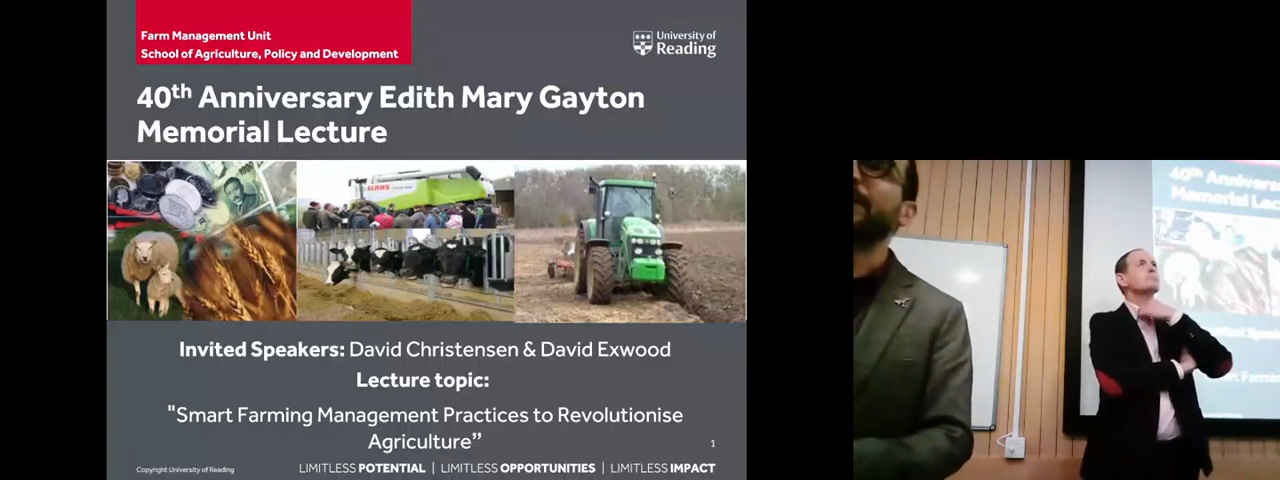 Farm Management Unit
School of Agriculture, Policy and Development
University of
Reading
40th Anniversary Edith Mary Gayton
Memorial Lecture
CLAAS
Invited Speakers: David Christensen & David Exwood
Lecture topic:
"Smart Farming Management Practices to Revolutionise
Agriculture”
1
Copyright University of Reading
LIMITLESS POTENTIAL | LIMITLESS OPPORTUNITIES | LIMITLESS IMPACT
40th
Memorial